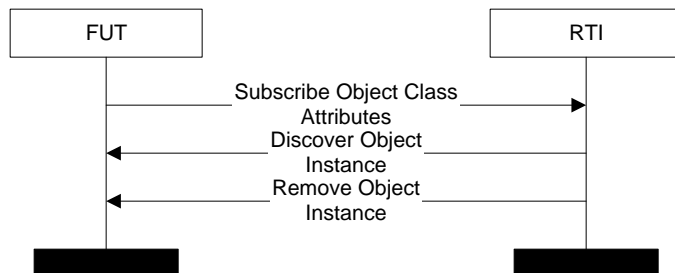 FUT
RTI
Subscribe Object Class
Attributes
Discover Object
Instance
Remove Object
Instance